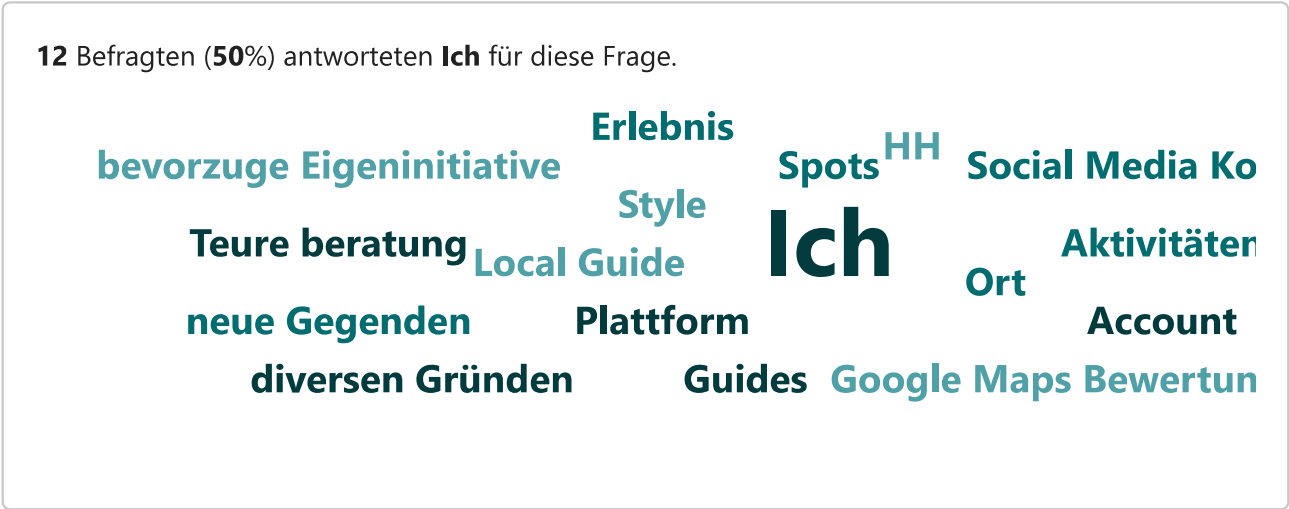 12 Befragten (50%) antworteten Ich für diese Frage.
Erlebnis
bevorzuge Eigeninitiative
Spots
HH
Social Media Ko
Style
Teure beratung
Local Guide
Ich
Aktivitäten
Ort
neue Gegenden
Plattform
Account
diversen Gründen
Guides
Google Maps Bewertun